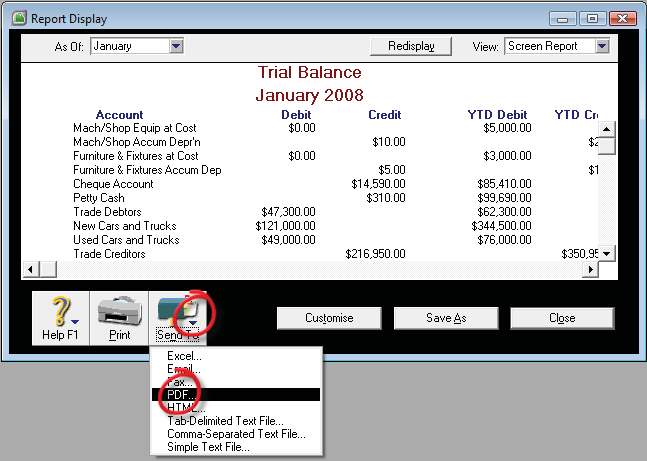 Report Display
As Of: January Redisplay View: Screen Report
Trial Balance
January 2008
Account Debit Credit YTD Debit YTD Cr
Mach/Shop Equip at Cost $0.00 $5,000.00
Mach/Shop Accum Depr'n $10.00 $2
Furniture & Fixtures at Cost $0.00 $3,000.00
Furniture & Fixtures Accum Dep $5.00 $1
Cheque Account $14,590.00 $85,410.00
Petty Cash $310.00 $99,690.00
Trade Debtors $47,300.00 $62,300.00
New Cars and Trucks $121,000.00 $344,500.00
Used Cars and Trucks $49,000.00 $76,000.00
Trade Creditors $216,950.00 $350,95
Help F1 Print Send To Customise Save As Close
Excel...
Email...
Fax...
PDF...
HTML...
Tab-Delimited Text File...
Comma-Separated Text File...
Simple Text File...